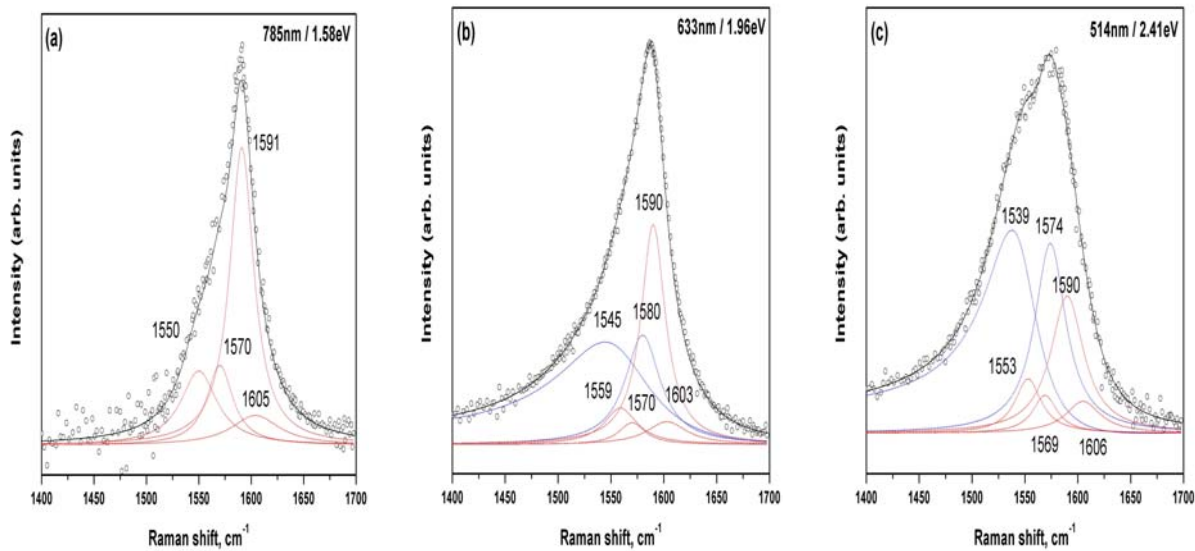 (a)
785nm / 1.58eV
1591
1550
1570
1605
Intensity (arb. units)
1400 1450 1500 1550 1600 1650 1700
Raman shift, cm⁻¹
(b)
633nm / 1.96eV
1590
1545
1580
1559
1570
1603
Intensity (arb. units)
1400 1450 1500 1550 1600 1650 1700
Raman shift, cm⁻¹
(c)
514nm / 2.41eV
1539
1574
1590
1553
1569
1606
Intensity (arb. units)
1400 1450 1500 1550 1600 1650 1700
Raman shift, cm⁻¹